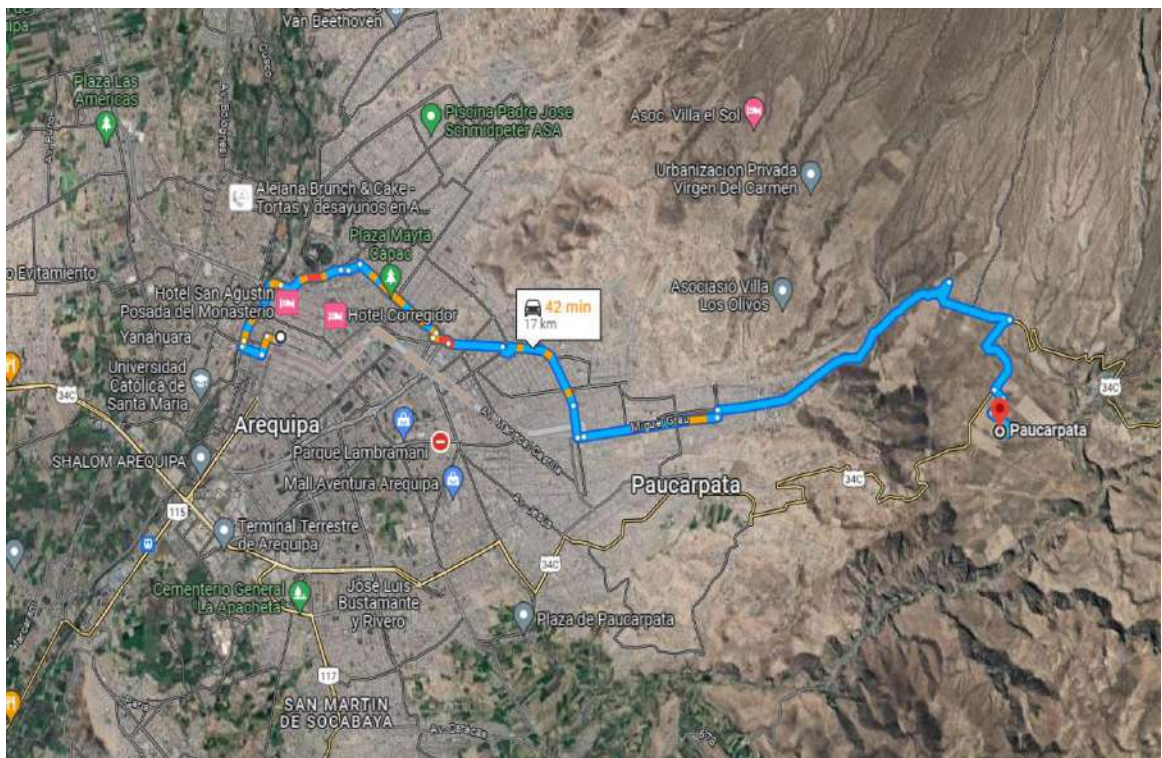 Van Beethoven
Plaza Las
Américas
Piscina Padre Jose
Schmidpeter ASA
Asoc. Villa el Sol
Urbanización Privada
Virgen Del Carmen
Aleiana Brunch & Cake -
Tortas y desayunos en A...
Plaza Mayta
Capac
o Evitamiento
Hotel San Agustin
Posada del Monasterio
Hotel Corregidor
42 min
17 km
Asociasió Villa
Los Olivos
Yanahuara
Universidad
Católica de
Santa Maria
34C
34C
Arequipa
Miguel Grau
Paucarpata
Parque Lambramani
SHALOM AREQUIPA
Mall Aventura Arequipa
Paucarpata
34C
115
Terminal Terrestre
de Arequipa
34C
Cementerio General
La Apacheta
José Luis
Bustamante
y Rivero
Plaza de Paucarpata
117
SAN MARTIN
DE SOCABAYA